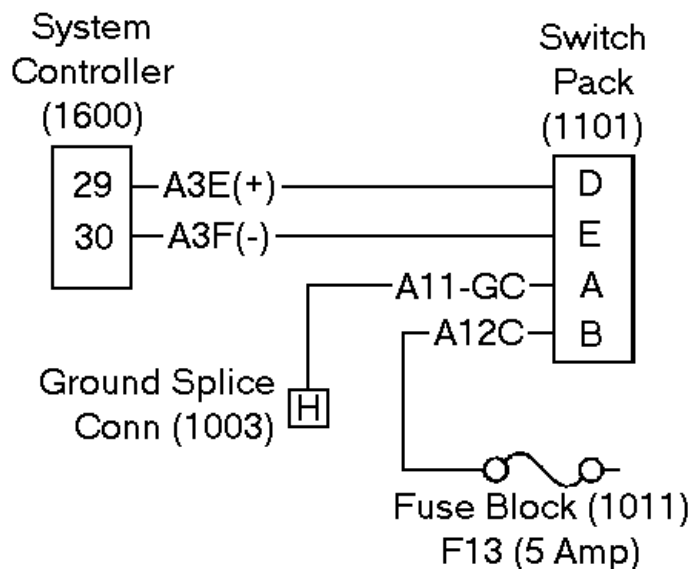 System
Controller
(1600)
Switch
Pack
(1101)
29
A3E(+)
D
30
A3F(-)
E
A11-GC
A
A12C
B
Ground Splice
Conn (1003)
H
Fuse Block (1011)
F13 (5 Amp)